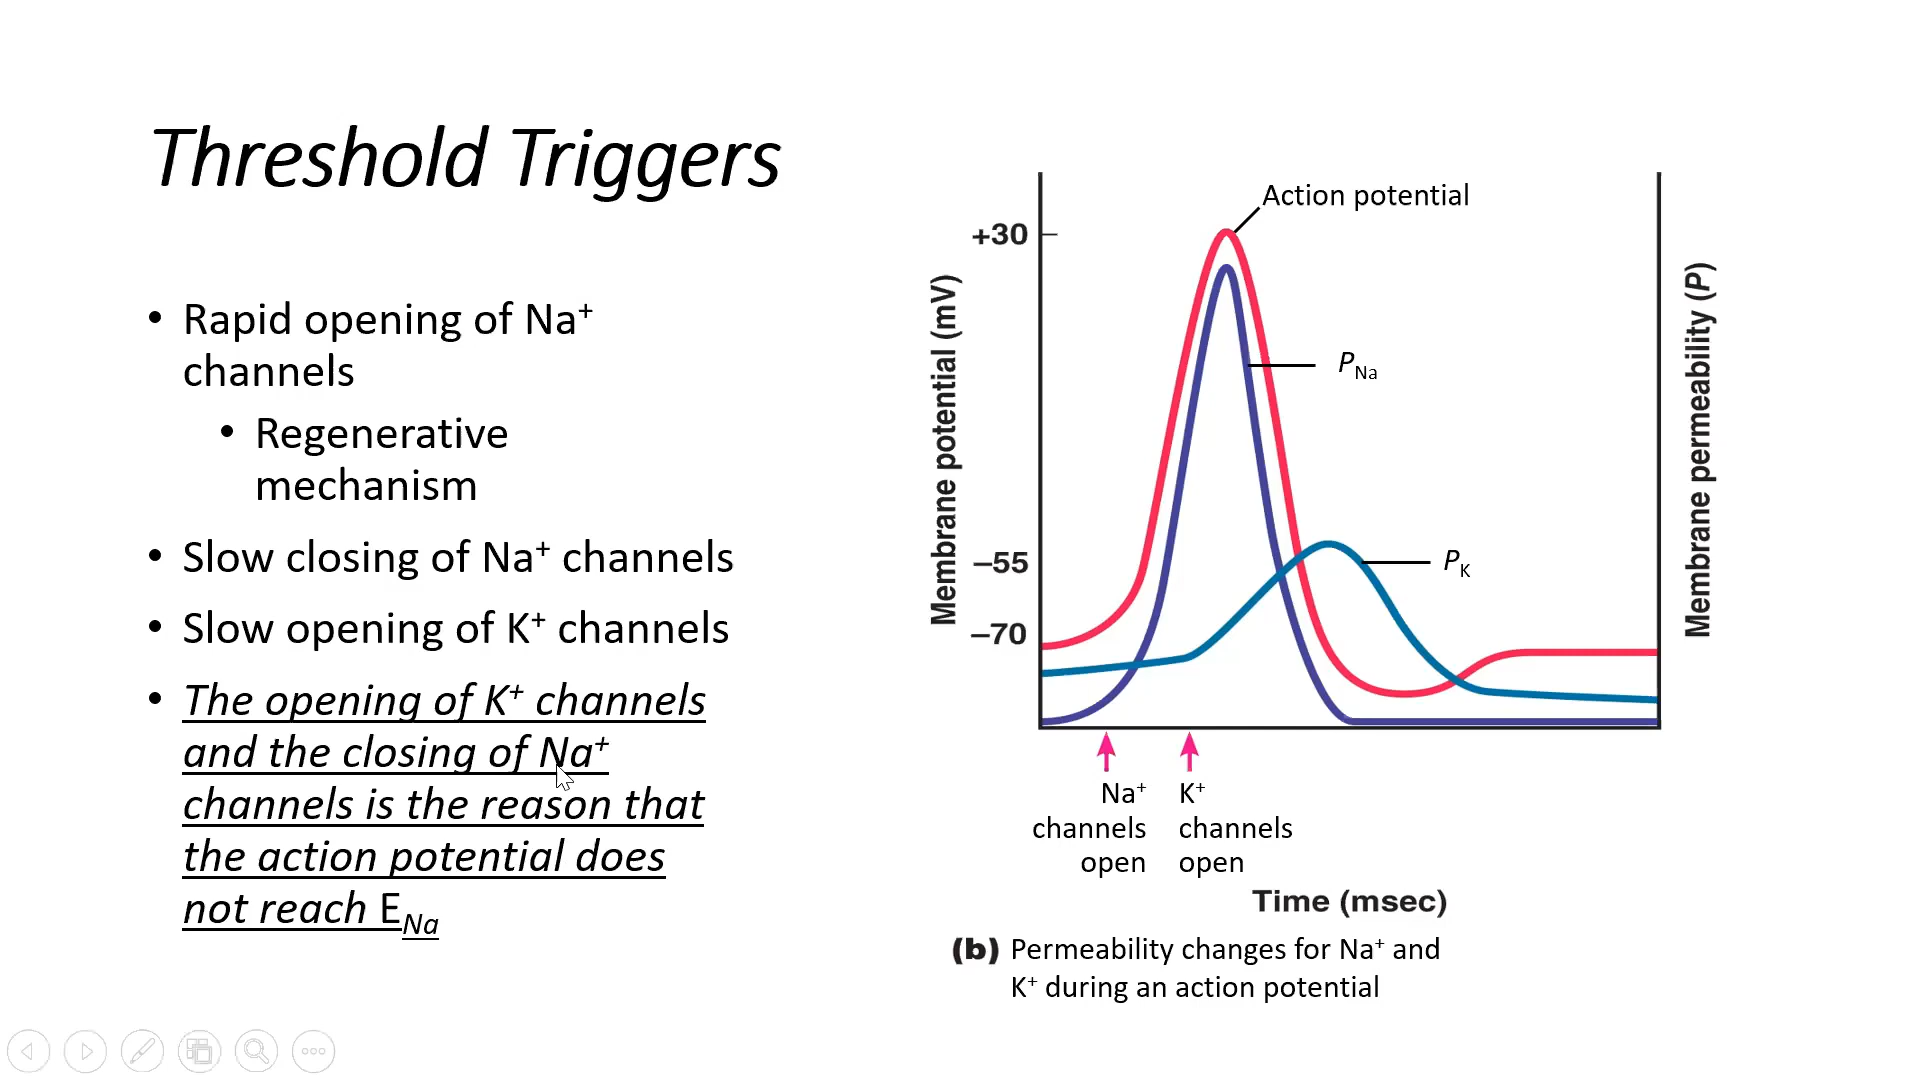 Threshold Triggers
• Rapid opening of Na⁺
channels
• Regenerative
mechanism
• Slow closing of Na⁺ channels
• Slow opening of K⁺ channels
• The opening of K⁺ channels
and the closing of Na⁺
channels is the reason that
the action potential does
not reach E_Na
Action potential
+30
P_Na
–55
P_K
–70
Membrane potential (mV)
Membrane permeability (P)
Na⁺
channels
open
K⁺
channels
open
Time (msec)
(b) Permeability changes for Na⁺ and
K⁺ during an action potential